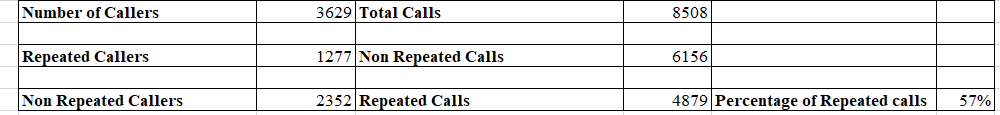 Number of Callers 3629 Total Calls 8508
Repeated Callers 1277 Non Repeated Calls 6156
Non Repeated Callers 2352 Repeated Calls 4879 Percentage of Repeated calls 57%